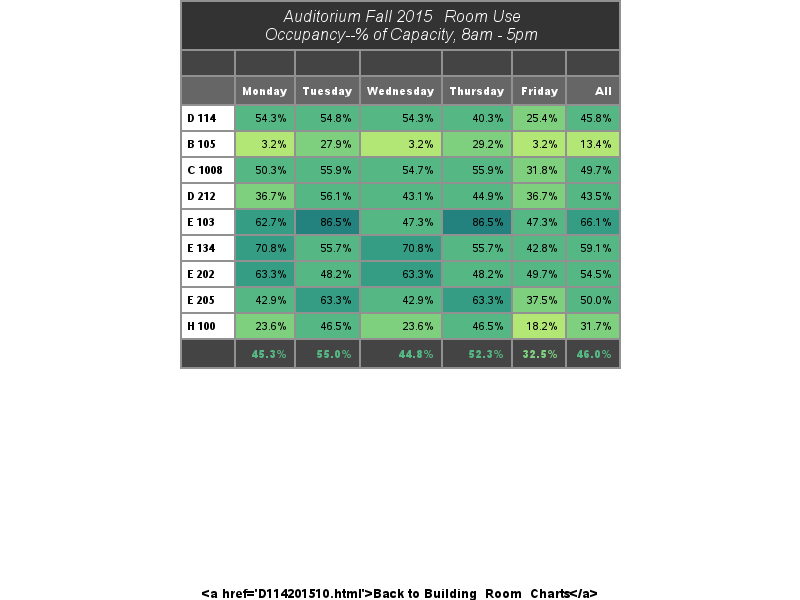 Auditorium Fall 2015 Room Use
Occupancy--% of Capacity, 8am - 5pm
Monday Tuesday Wednesday Thursday Friday All
D 114 54.3% 54.8% 54.3% 40.3% 25.4% 45.8%
B 105 3.2% 27.9% 3.2% 29.2% 3.2% 13.4%
C 1008 50.3% 55.9% 54.7% 55.9% 31.8% 49.7%
D 212 36.7% 56.1% 43.1% 44.9% 36.7% 43.5%
E 103 62.7% 86.5% 47.3% 86.5% 47.3% 66.1%
E 134 70.8% 55.7% 70.8% 55.7% 42.8% 59.1%
E 202 63.3% 48.2% 63.3% 48.2% 49.7% 54.5%
E 205 42.9% 63.3% 42.9% 63.3% 37.5% 50.0%
H 100 23.6% 46.5% 23.6% 46.5% 18.2% 31.7%
45.3% 55.0% 44.8% 52.3% 32.5% 46.0%
<a href='D114201510.html'>Back to Building Room Charts</a>